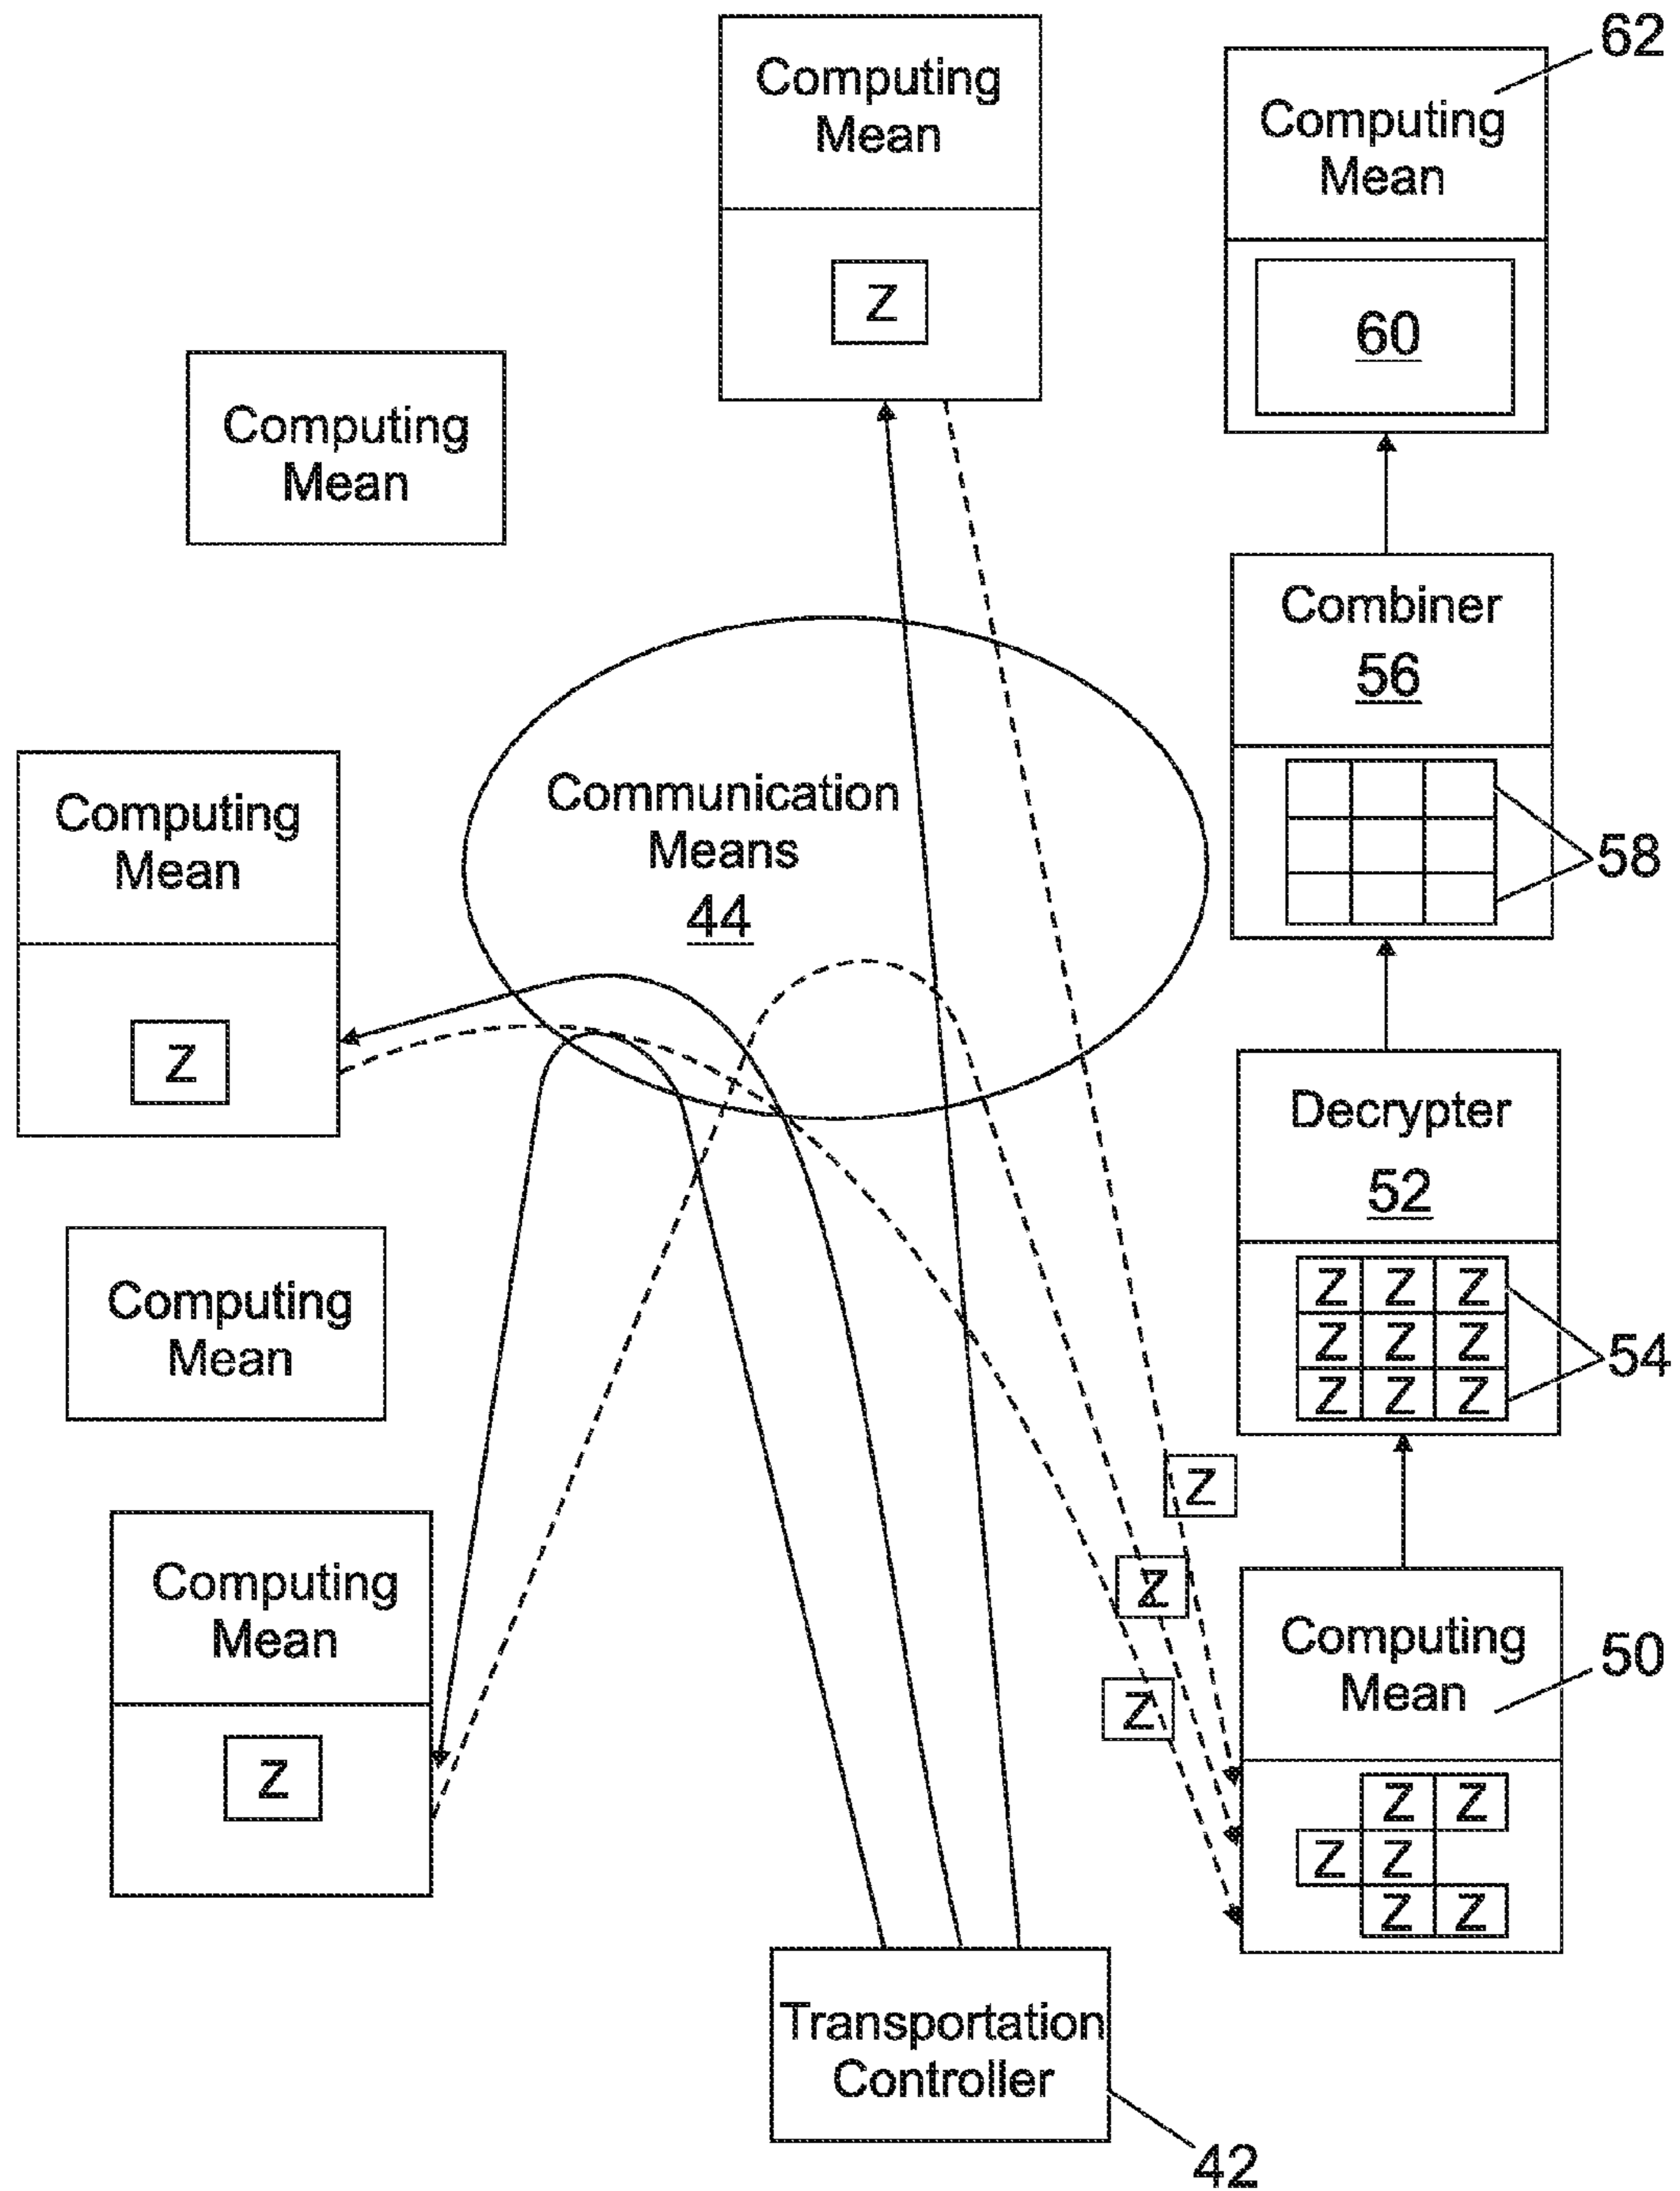 62
Computing
Mean
Z
Computing
Mean
60
Computing
Mean
Combiner
56
58
Communication
Means
44
Computing
Mean
Z
Decrypter
52
Z Z Z
Z Z Z
Z Z Z
54
Computing
Mean
Z
Z
Z
Computing
Mean
Z
Computing
Mean
50
Z Z
Z Z
Z Z
Transportation
Controller
42